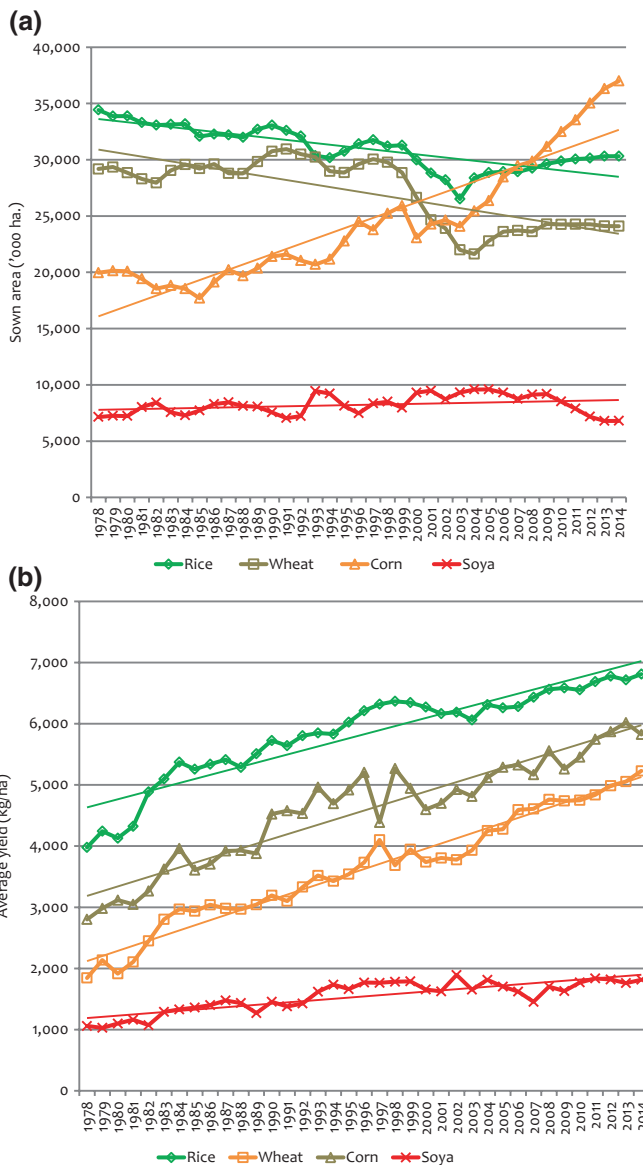 (a)
40,000
35,000
30,000
25,000
20,000
15,000
10,000
5,000
0
Sown area ('000 ha.)
1978 1979 1980 1981 1982 1983 1984 1985 1986 1987 1988 1989 1990 1991 1992 1993 1994 1995 1996 1997 1998 1999 2000 2001 2002 2003 2004 2005 2006 2007 2008 2009 2010 2011 2012 2013 2014
Rice Wheat Corn Soya
(b)
8,000
7,000
6,000
5,000
4,000
3,000
2,000
1,000
0
Average yield (kg/ha)
1978 1979 1980 1981 1982 1983 1984 1985 1986 1987 1988 1989 1990 1991 1992 1993 1994 1995 1996 1997 1998 1999 2000 2001 2002 2003 2004 2005 2006 2007 2008 2009 2010 2011 2012 2013 2014
Rice Wheat Corn Soya